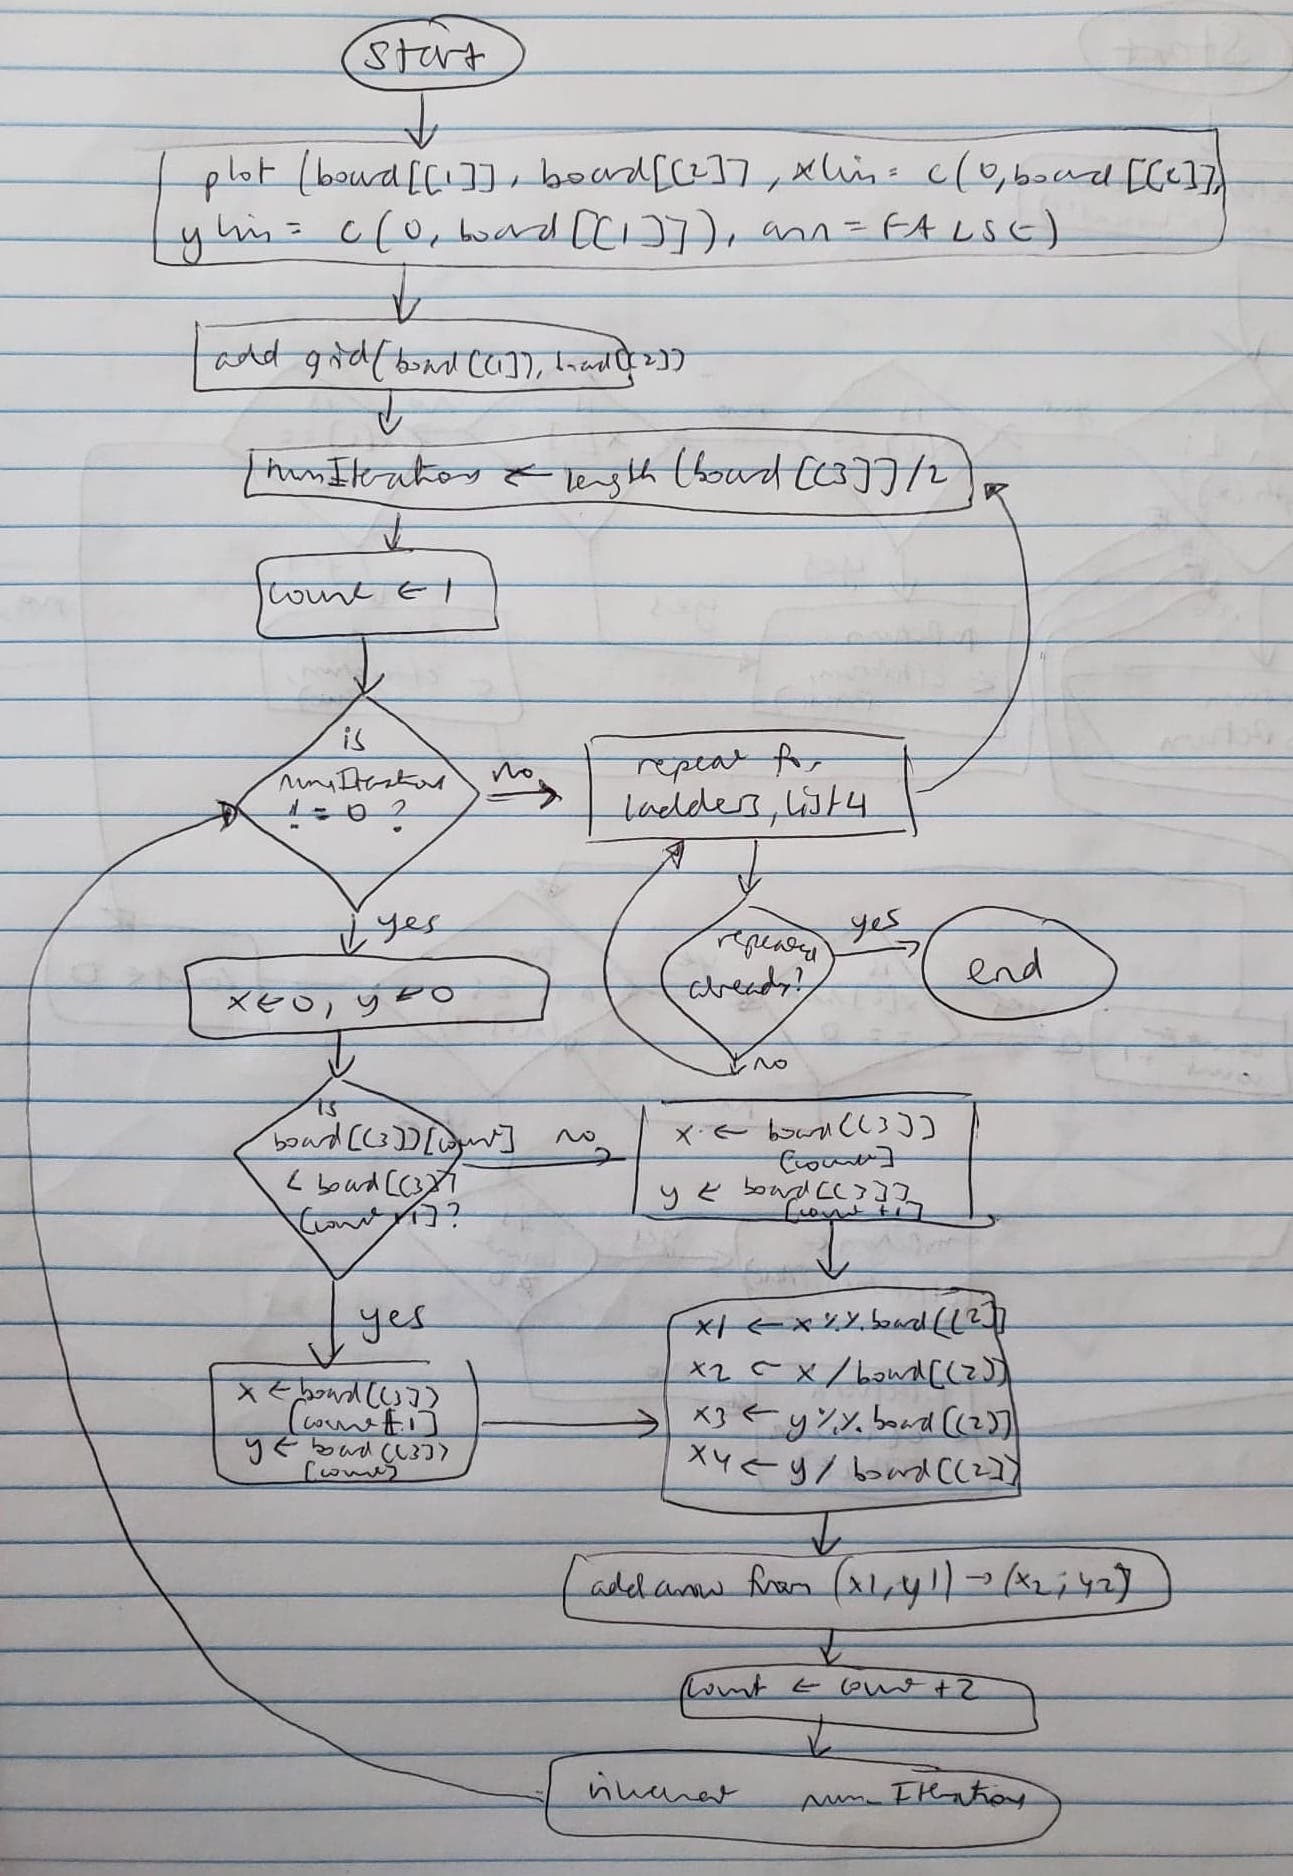 start
plot (board[[1]], board[[2]], xlim = c(0,board[[2]]),
ylim = c(0, board[[1]]), ann = FALSE)
add grid(board[[1]], board[[2]])
numIterations ← length (board[[3]]/2
count ← 1
is
numIterations
!= 0 ?
no
repeat for
ladders, list 4
yes
repeated
already?
yes
end
no
x ← 0, y ← 0
is
board[[3]][count]
< board[[3]]
[count+1]?
no
x ← board[[3]]
[count]
y ← board[[3]]
[count+1]
yes
x ← board[[3]]
[count+1]
y ← board[[3]]
[count]
x1 ← x %% board[[2]]
x2 ← x / board[[2]]
x3 ← y %% board[[2]]
x4 ← y / board[[2]]
add arrow from (x1, y1) → (x2, y2)
count ← count +2
num_Iterations